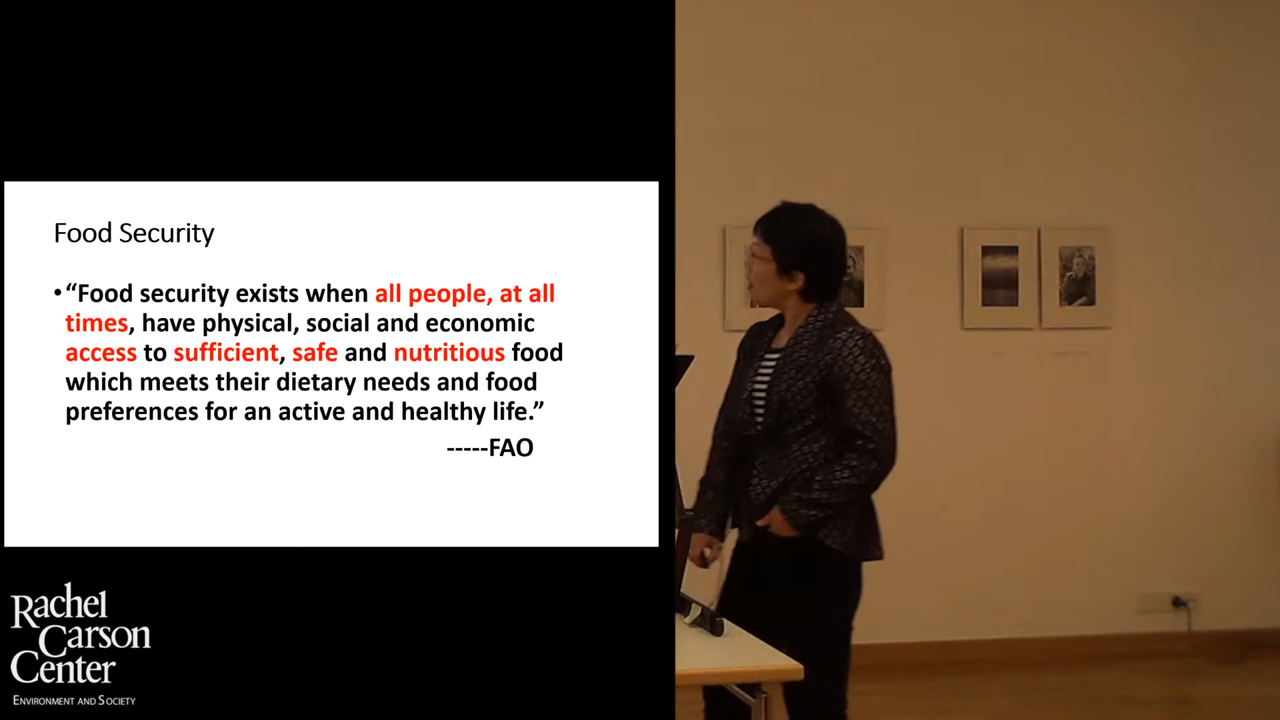 Food Security
•“Food security exists when all people, at all
times, have physical, social and economic
access to sufficient, safe and nutritious food
which meets their dietary needs and food
preferences for an active and healthy life.”
-----FAO
Rachel
Carson
Center
ENVIRONMENT AND SOCIETY